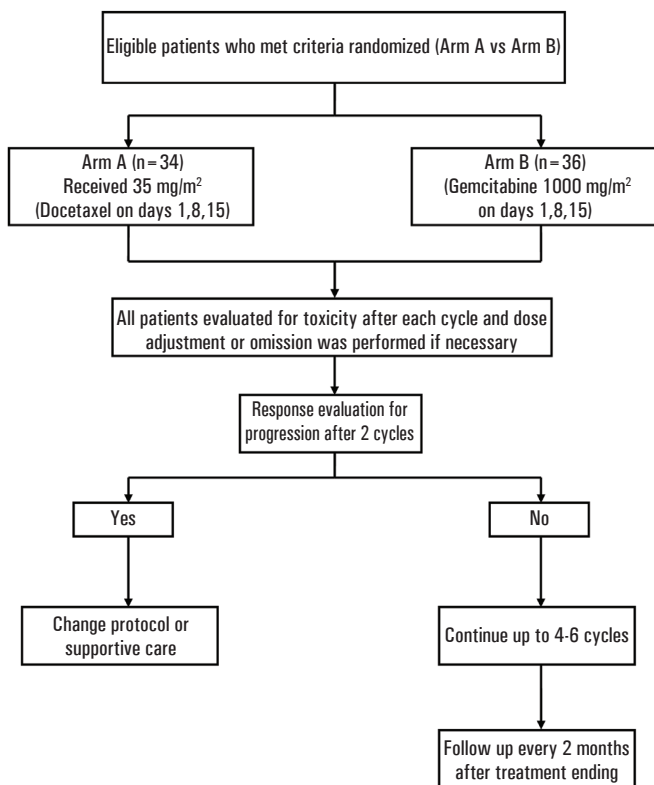 Eligible patients who met criteria randomized (Arm A vs Arm B)
Arm A (n=34)
Received 35 mg/m²
(Docetaxel on days 1,8,15)
Arm B (n=36)
(Gemcitabine 1000 mg/m²
on days 1,8,15)
All patients evaluated for toxicity after each cycle and dose
adjustment or omission was performed if necessary
Response evaluation for
progression after 2 cycles
Yes
No
Change protocol or
supportive care
Continue up to 4-6 cycles
Follow up every 2 months
after treatment ending